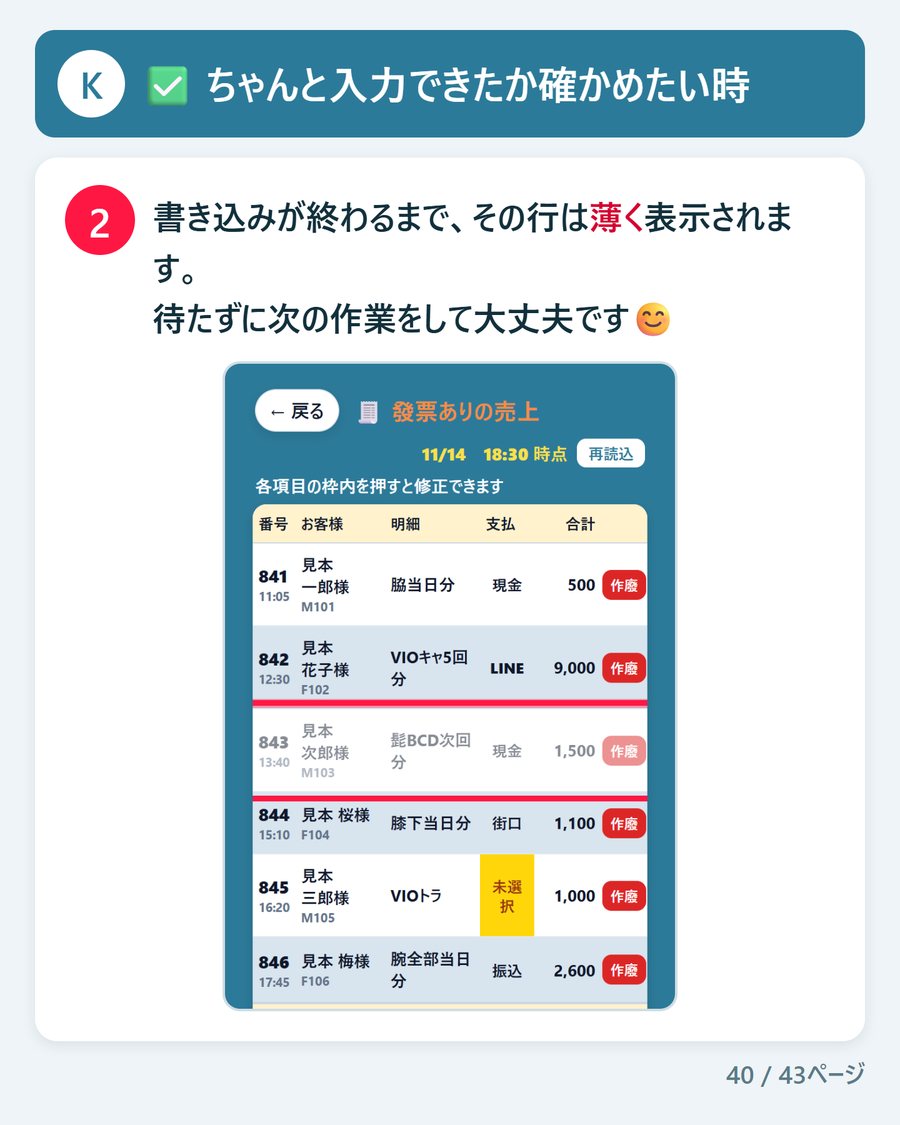 K ✅ ちゃんと入力できたか確かめたい時
2 書き込みが終わるまで、その行は薄く表示されま
す。
待たずに次の作業をして大丈夫です😊
← 戻る 🧾 發票ありの売上
11/14 18:30 時点 再読込
各項目の枠内を押すと修正できます
番号 お客様 明細 支払 合計
841 11:05 見本 一郎様 M101 脇当日分 現金 500 作廢
842 12:30 見本 花子様 F102 VIOキャ5回分 LINE 9,000 作廢
843 13:40 見本 次郎様 M103 髭BCD次回分 現金 1,500 作廢
844 15:10 見本 桜様 F104 膝下当日分 街口 1,100 作廢
845 16:20 見本 三郎様 M105 VIOトラ 未選択 1,000 作廢
846 17:45 見本 梅様 F106 腕全部当日分 振込 2,600 作廢
40 / 43ページ